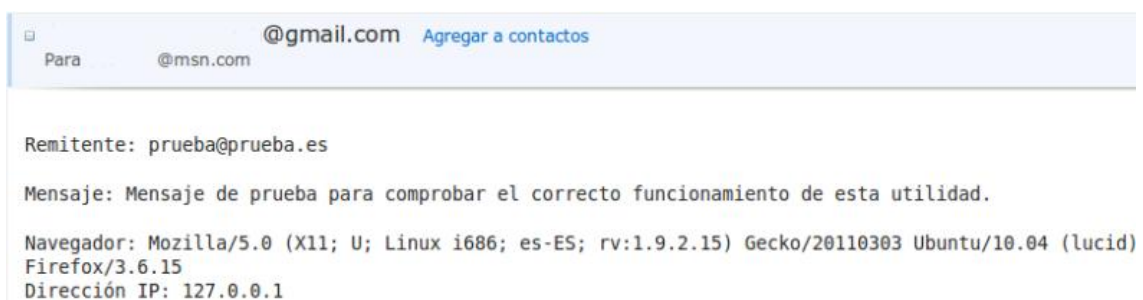 @gmail.com Agregar a contactos
Para @msn.com
Remitente: prueba@prueba.es
Mensaje: Mensaje de prueba para comprobar el correcto funcionamiento de esta utilidad.
Navegador: Mozilla/5.0 (X11; U; Linux i686; es-ES; rv:1.9.2.15) Gecko/20110303 Ubuntu/10.04 (lucid)
Firefox/3.6.15
Dirección IP: 127.0.0.1